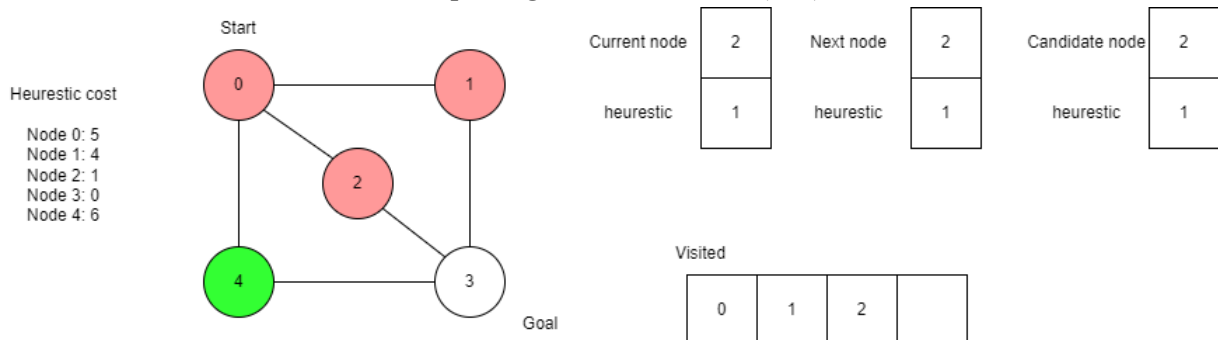 Start
Current node 2 Next node 2 Candidate node 2
0 1
Heurestic cost
heurestic 1 heurestic 1 heurestic 1
Node 0: 5
Node 1: 4
Node 2: 1
Node 3: 0
Node 4: 6
2
Visited
4 3
0 1 2
Goal